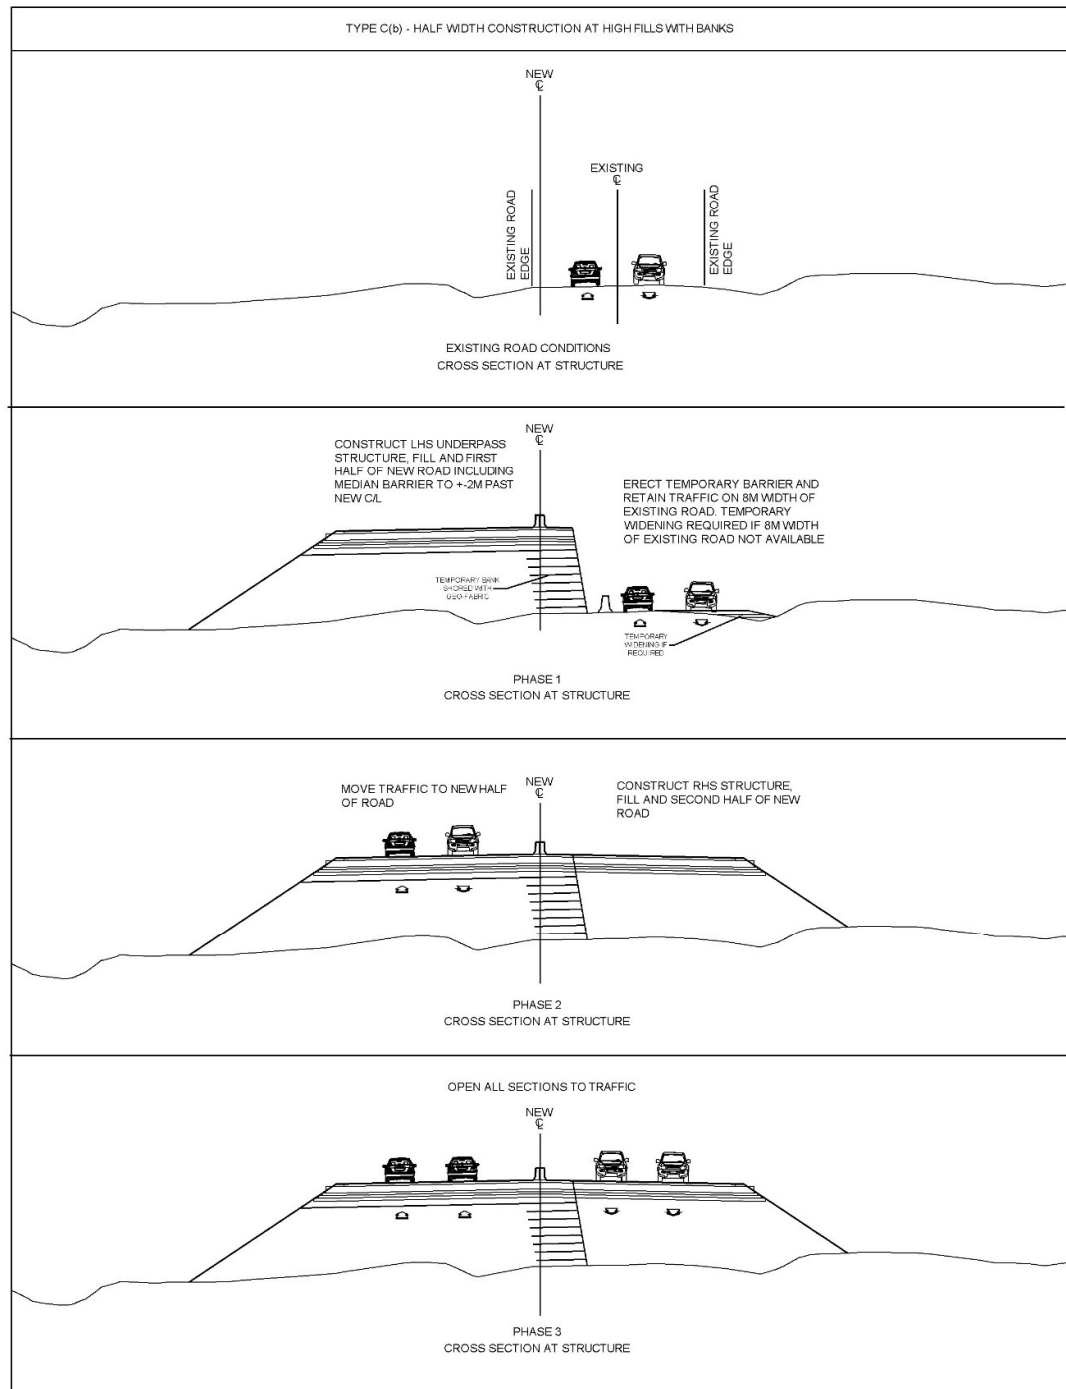 TYPE C(b) - HALF WIDTH CONSTRUCTION AT HIGH FILLS WITH BANKS
NEW
℄
EXISTING
℄
EXISTING ROAD
EDGE
EXISTING ROAD
EDGE
EXISTING ROAD CONDITIONS
CROSS SECTION AT STRUCTURE
NEW
℄
CONSTRUCT LHS UNDERPASS
STRUCTURE, FILL AND FIRST
HALF OF NEW ROAD INCLUDING
MEDIAN BARRIER TO +-2M PAST
NEW C/L
ERECT TEMPORARY BARRIER AND
RETAIN TRAFFIC ON 8M WIDTH OF
EXISTING ROAD. TEMPORARY
WIDENING REQUIRED IF 8M WIDTH
OF EXISTING ROAD NOT AVAILABLE
TEMPORARY BANK
SHORED WITH
GEO-FABRIC
TEMPORARY
WIDENING IF
REQUIRED
PHASE 1
CROSS SECTION AT STRUCTURE
MOVE TRAFFIC TO NEW HALF
OF ROAD
NEW
℄
CONSTRUCT RHS STRUCTURE,
FILL AND SECOND HALF OF NEW
ROAD
PHASE 2
CROSS SECTION AT STRUCTURE
OPEN ALL SECTIONS TO TRAFFIC
NEW
℄
PHASE 3
CROSS SECTION AT STRUCTURE